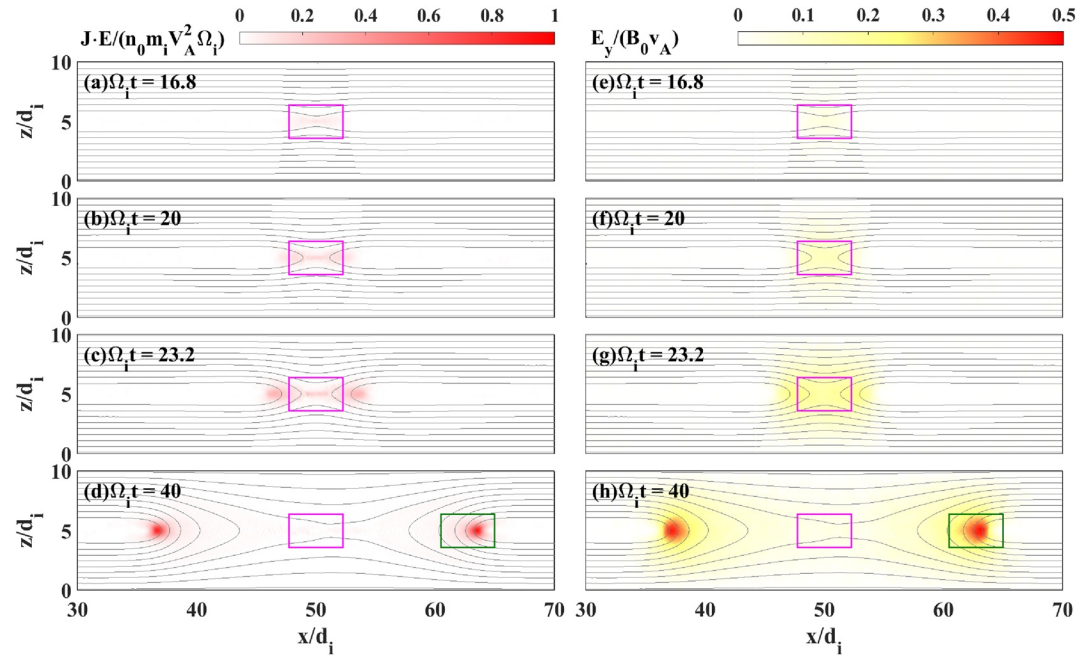 0 0.2 0.4 0.6 0.8 1
J·E/(n₀mᵢV_A²Ωᵢ)
0 0.1 0.2 0.3 0.4 0.5
E_y/(B₀v_A)
(a)Ωᵢt = 16.8
(e)Ωᵢt = 16.8
10
5
0
z/dᵢ
(b)Ωᵢt = 20
(f)Ωᵢt = 20
10
5
0
z/dᵢ
(c)Ωᵢt = 23.2
(g)Ωᵢt = 23.2
10
5
0
z/dᵢ
(d)Ωᵢt = 40
(h)Ωᵢt = 40
10
5
0
z/dᵢ
30 40 50 60 70
30 40 50 60 70
x/dᵢ
x/dᵢ